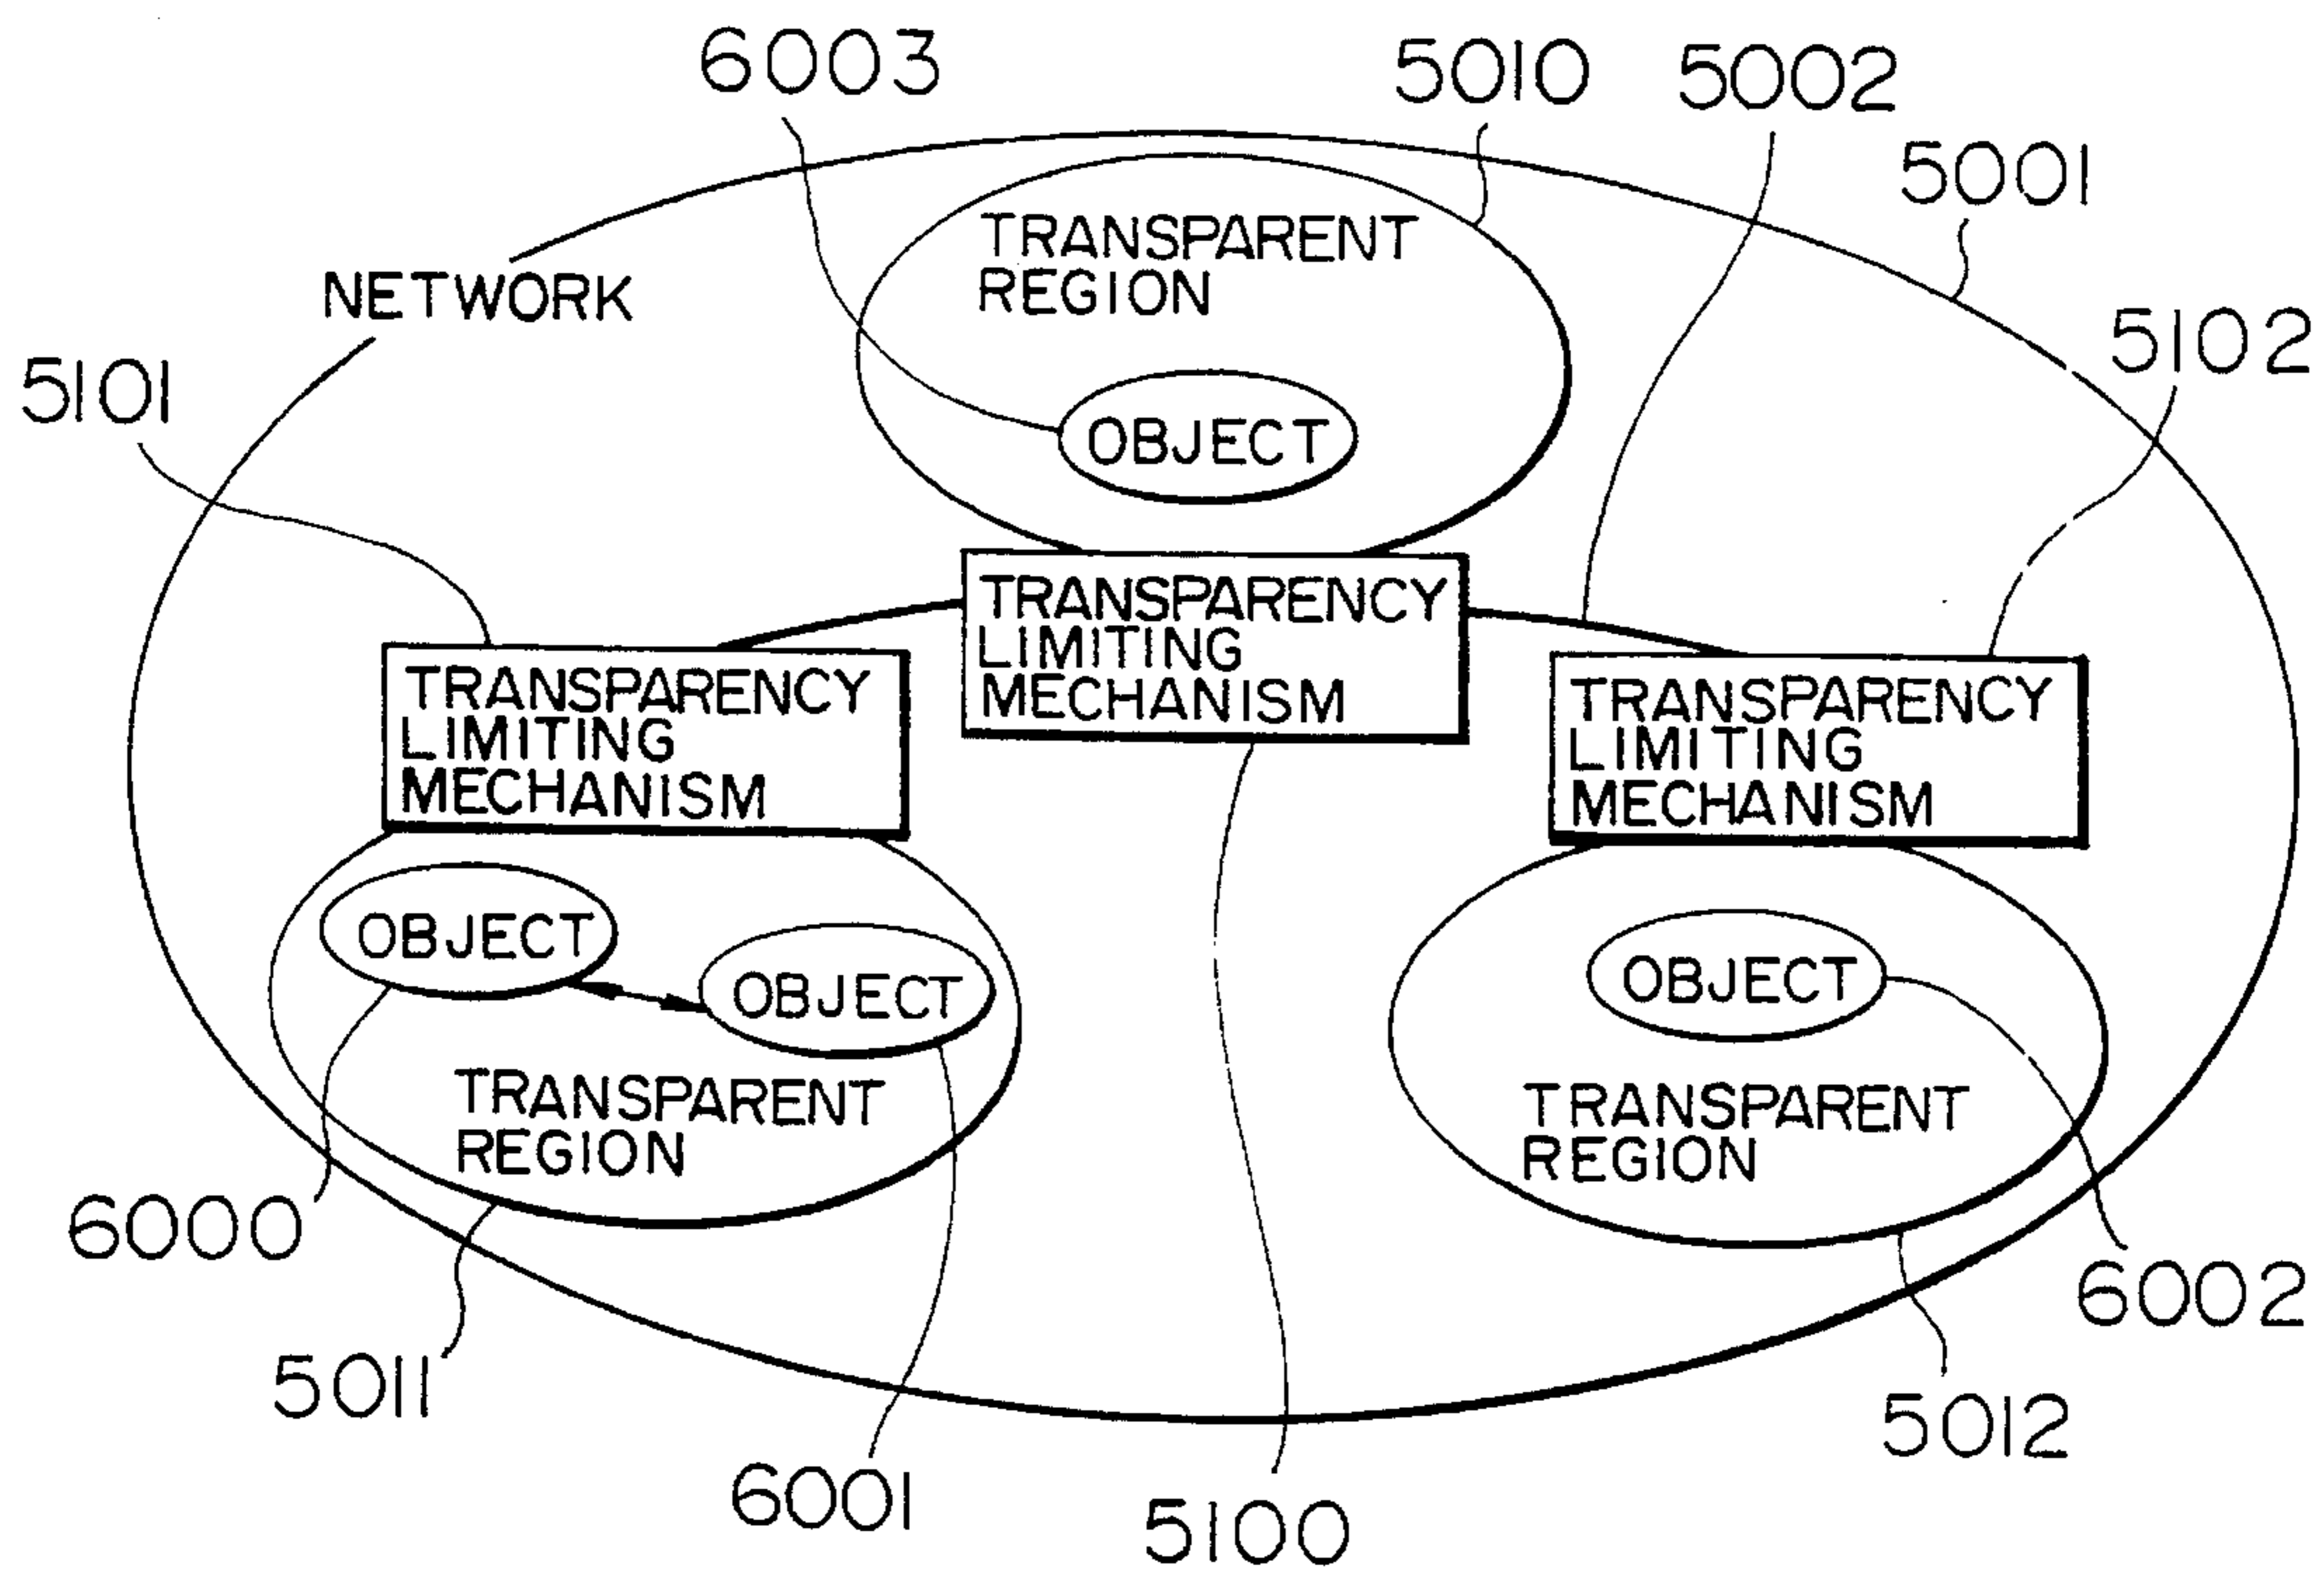 6003
5010
5002
5001
TRANSPARENT
REGION
NETWORK
5102
5101
OBJECT
TRANSPARENCY
LIMITING
MECHANISM
TRANSPARENCY
LIMITING
MECHANISM
TRANSPARENCY
LIMITING
MECHANISM
OBJECT
OBJECT
OBJECT
TRANSPARENT
REGION
TRANSPARENT
REGION
6000
6002
5011
5012
6001
5100